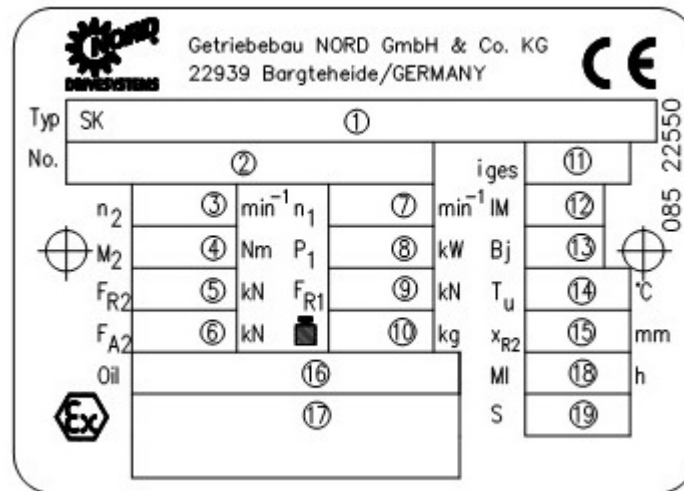 NORD
DRIVESYSTEMS
Getriebebau NORD GmbH & Co. KG
22939 Bargteheide/GERMANY
CE
Typ SK ①
No. ② iges ⑪
n2 ③ min-1 n1 ⑦ min-1 IM ⑫
M2 ④ Nm P1 ⑧ kW Bj ⑬
FR2 ⑤ kN FR1 ⑨ kN Tu ⑭ °C
FA2 ⑥ kN ⑩ kg xR2 ⑮ mm
Oil ⑯ MI ⑱ h
Ex ⑰ S ⑲
085 22550